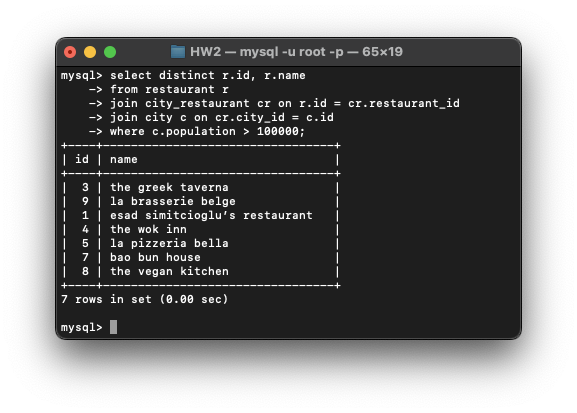 HW2 — mysql -u root -p — 65×19
mysql> select distinct r.id, r.name
    -> from restaurant r
    -> join city_restaurant cr on r.id = cr.restaurant_id
    -> join city c on cr.city_id = c.id
    -> where c.population > 100000;
+----+---------------------------------+
| id | name                            |
+----+---------------------------------+
|  3 | the greek taverna               |
|  9 | la brasserie belge              |
|  1 | esad simitcioglu's restaurant   |
|  4 | the wok inn                     |
|  5 | la pizzeria bella               |
|  7 | bao bun house                   |
|  8 | the vegan kitchen               |
+----+---------------------------------+
7 rows in set (0.00 sec)
mysql>